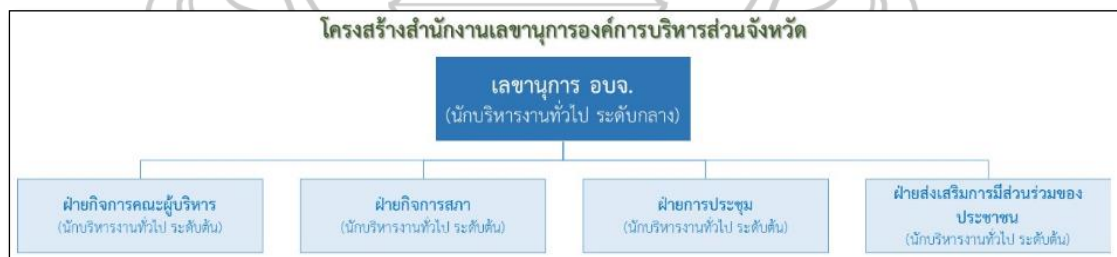 โครงสร้างสำนักงานเลขานุการองค์การบริหารส่วนจังหวัด
เลขานุการ อบจ.
(นักบริหารงานทั่วไป ระดับกลาง)
ฝ่ายกิจการคณะผู้บริหาร
(นักบริหารงานทั่วไป ระดับต้น)
ฝ่ายกิจการสภา
(นักบริหารงานทั่วไป ระดับต้น)
ฝ่ายการประชุม
(นักบริหารงานทั่วไป ระดับต้น)
ฝ่ายส่งเสริมการมีส่วนร่วมของ
ประชาชน
(นักบริหารงานทั่วไป ระดับต้น)